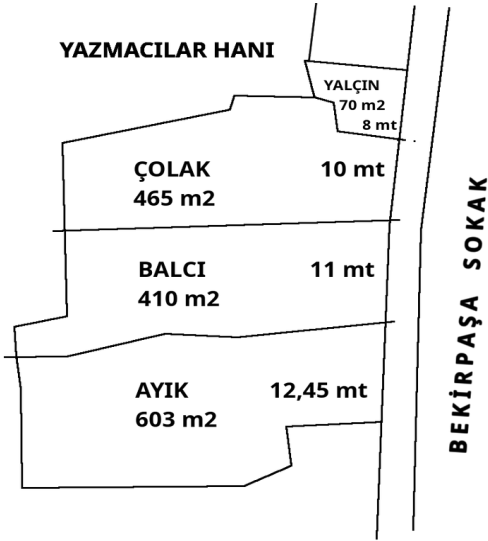 YAZMACILAR HANI
YALÇIN
70 m2
8 mt
ÇOLAK 10 mt
465 m2
BALCI 11 mt
410 m2
AYIK 12,45 mt
603 m2
BEKİRPAŞA SOKAK